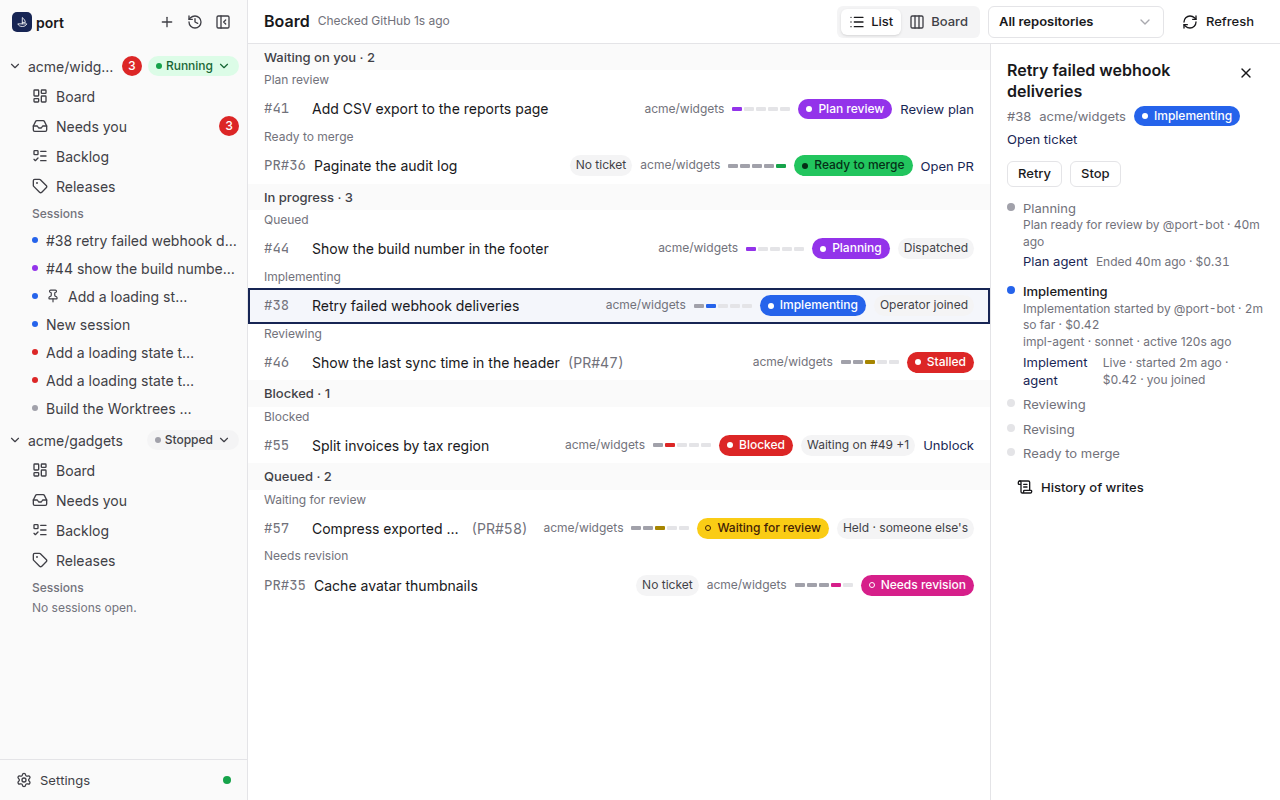 port
acme/widg... 3 Running
Board
Needs you 3
Backlog
Releases
Sessions
#38 retry failed webhook d...
#44 show the build numbe...
Add a loading st...
New session
Add a loading state t...
Add a loading state t...
Build the Worktrees ...
acme/gadgets Stopped
Board
Needs you
Backlog
Releases
Sessions
No sessions open.
Settings
Board Checked GitHub 1s ago List Board All repositories Refresh
Waiting on you · 2
Plan review
#41 Add CSV export to the reports page acme/widgets Plan review Review plan
Ready to merge
PR#36 Paginate the audit log No ticket acme/widgets Ready to merge Open PR
In progress · 3
Queued
#44 Show the build number in the footer acme/widgets Planning Dispatched
Implementing
#38 Retry failed webhook deliveries acme/widgets Implementing Operator joined
Reviewing
#46 Show the last sync time in the header (PR#47) acme/widgets Stalled
Blocked · 1
Blocked
#55 Split invoices by tax region acme/widgets Blocked Waiting on #49 +1 Unblock
Queued · 2
Waiting for review
#57 Compress exported ... (PR#58) acme/widgets Waiting for review Held · someone else's
Needs revision
PR#35 Cache avatar thumbnails No ticket acme/widgets Needs revision
Retry failed webhook
deliveries
#38 acme/widgets Implementing
Open ticket
Retry Stop
Planning
Plan ready for review by @port-bot · 40m
ago
Plan agent Ended 40m ago · $0.31
Implementing
Implementation started by @port-bot · 2m
so far · $0.42
impl-agent · sonnet · active 120s ago
Implement agent Live · started 2m ago ·
$0.42 · you joined
Reviewing
Revising
Ready to merge
History of writes